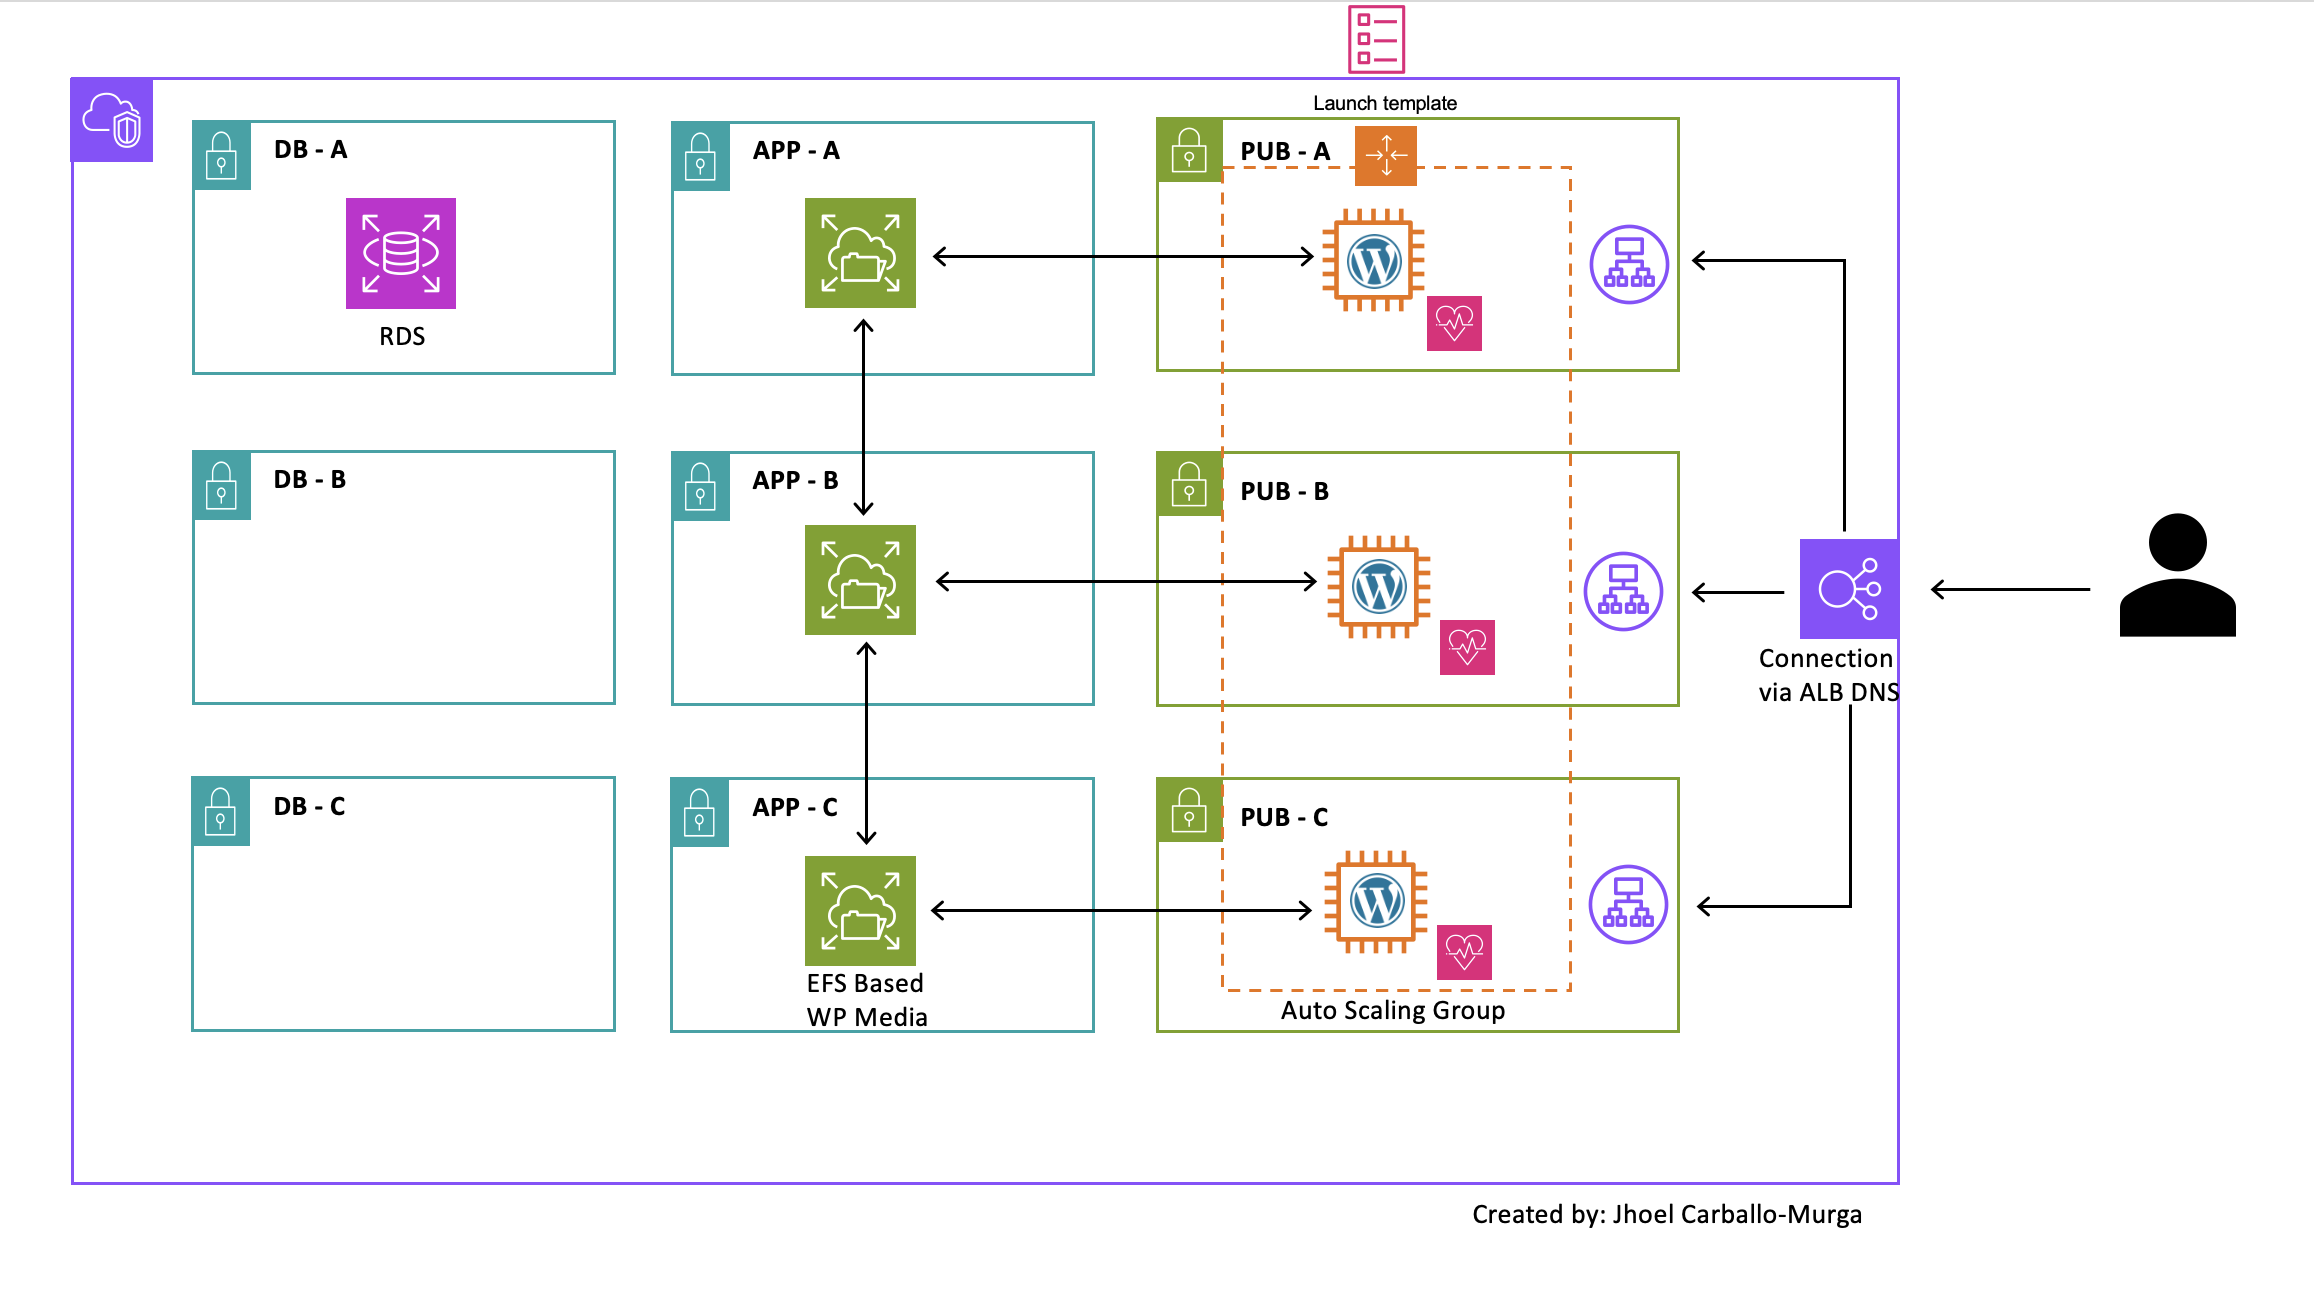 Launch template
DB - A
APP - A
PUB - A
RDS
DB - B
APP - B
PUB - B
Connection
via ALB DNS
DB - C
APP - C
PUB - C
EFS Based
WP Media
Auto Scaling Group
Created by: Jhoel Carballo-Murga